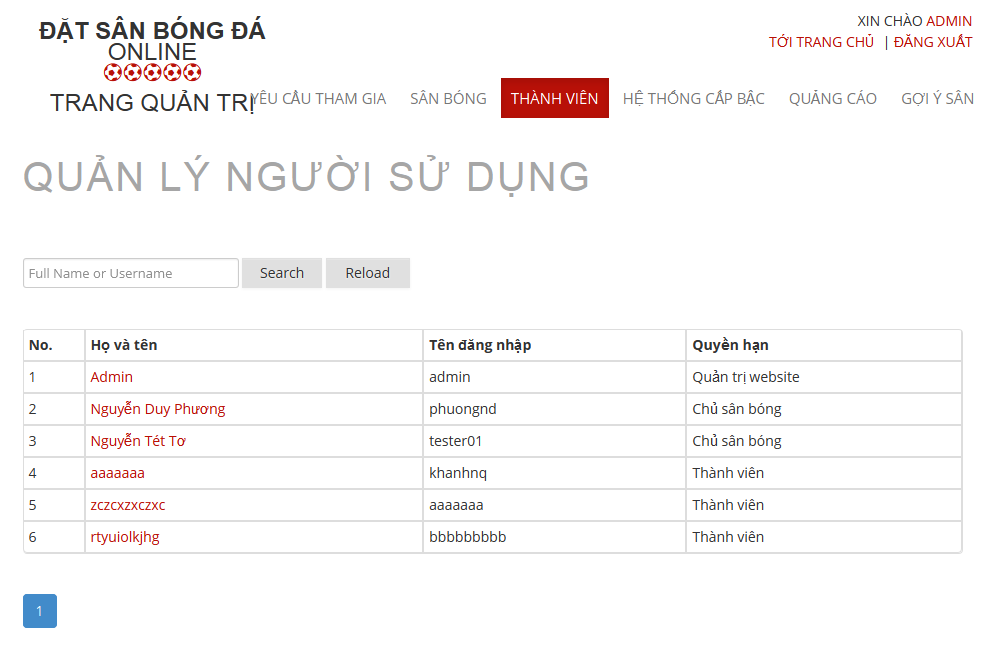 ĐẶT SÂN BÓNG ĐÁ
ONLINE
TRANG QUẢN TRỊ
XIN CHÀO ADMIN
TỚI TRANG CHỦ | ĐĂNG XUẤT
YÊU CẦU THAM GIA SÂN BÓNG THÀNH VIÊN HỆ THỐNG CẤP BẬC QUẢNG CÁO GỢI Ý SÂN
QUẢN LÝ NGƯỜI SỬ DỤNG
Full Name or Username Search Reload
No. Họ và tên Tên đăng nhập Quyền hạn
1 Admin admin Quản trị website
2 Nguyễn Duy Phương phuongnd Chủ sân bóng
3 Nguyễn Tét Tơ tester01 Chủ sân bóng
4 aaaaaaa khanhnq Thành viên
5 zczcxzxczxc aaaaaaa Thành viên
6 rtyuiolkjhg bbbbbbbbb Thành viên
1